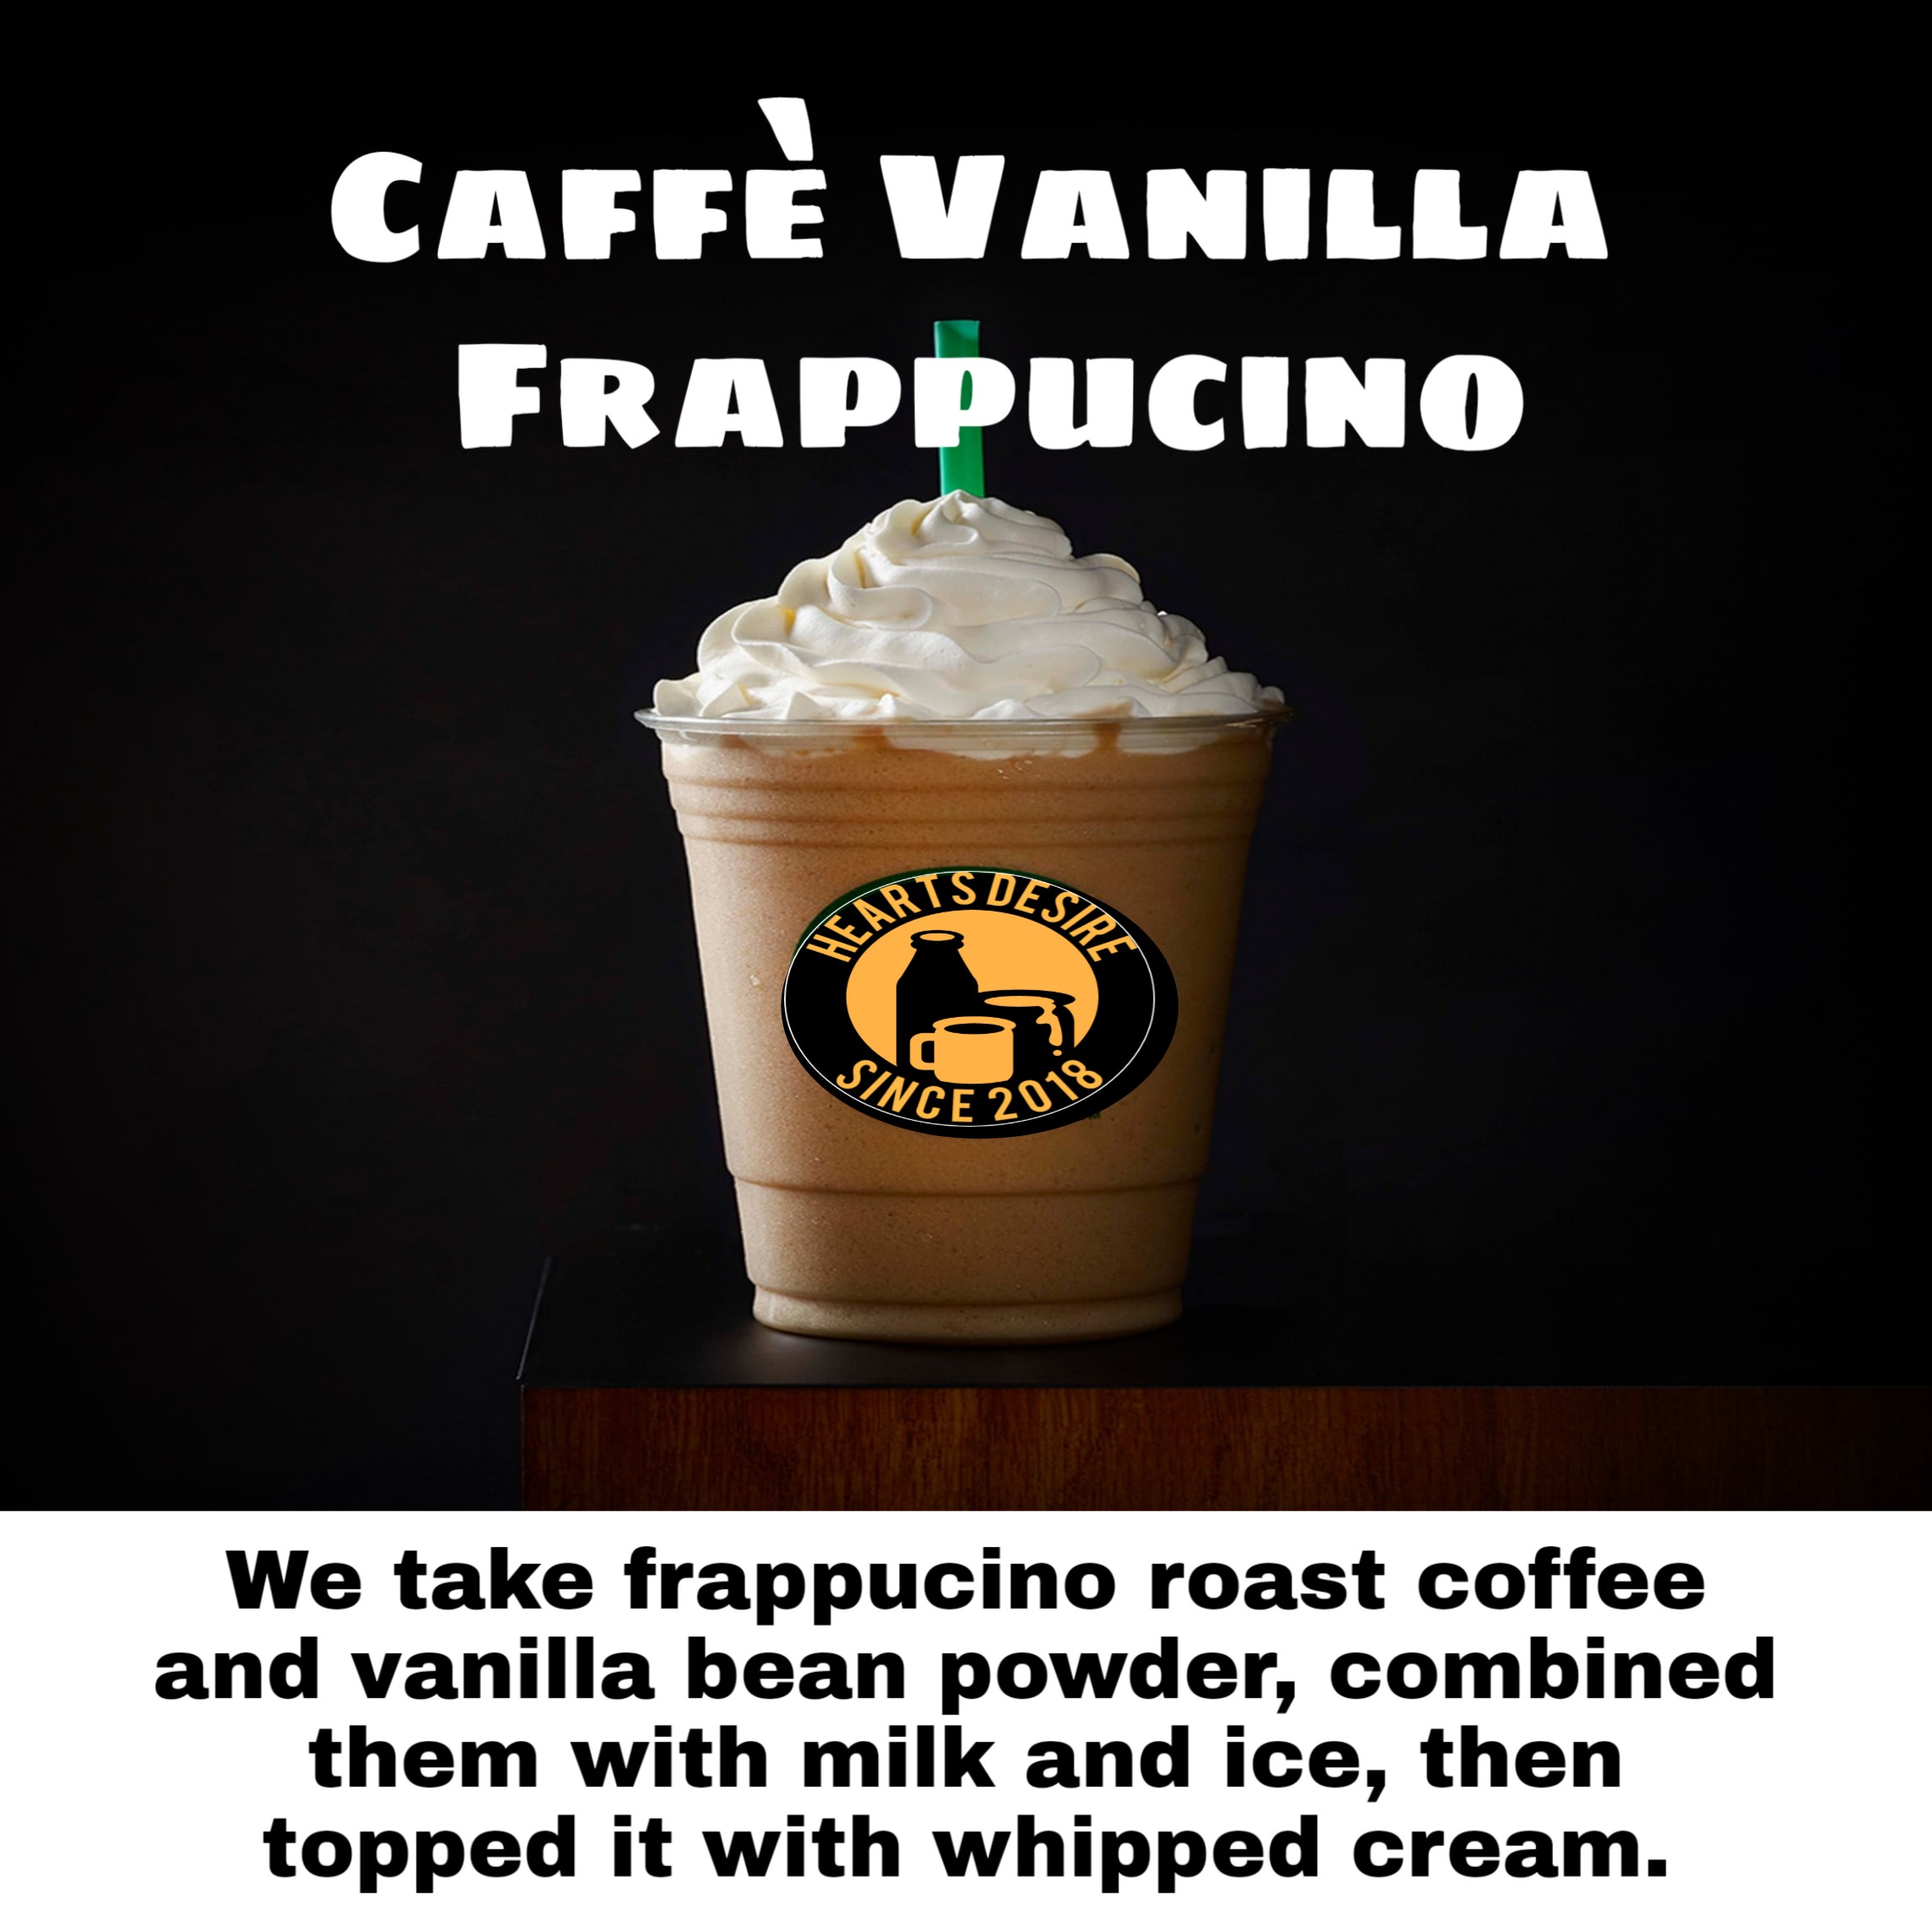 Caffè Vanilla
Frappucino
HEARTS DESIRE
SINCE 2018
We take frappucino roast coffee
and vanilla bean powder, combined
them with milk and ice, then
topped it with whipped cream.